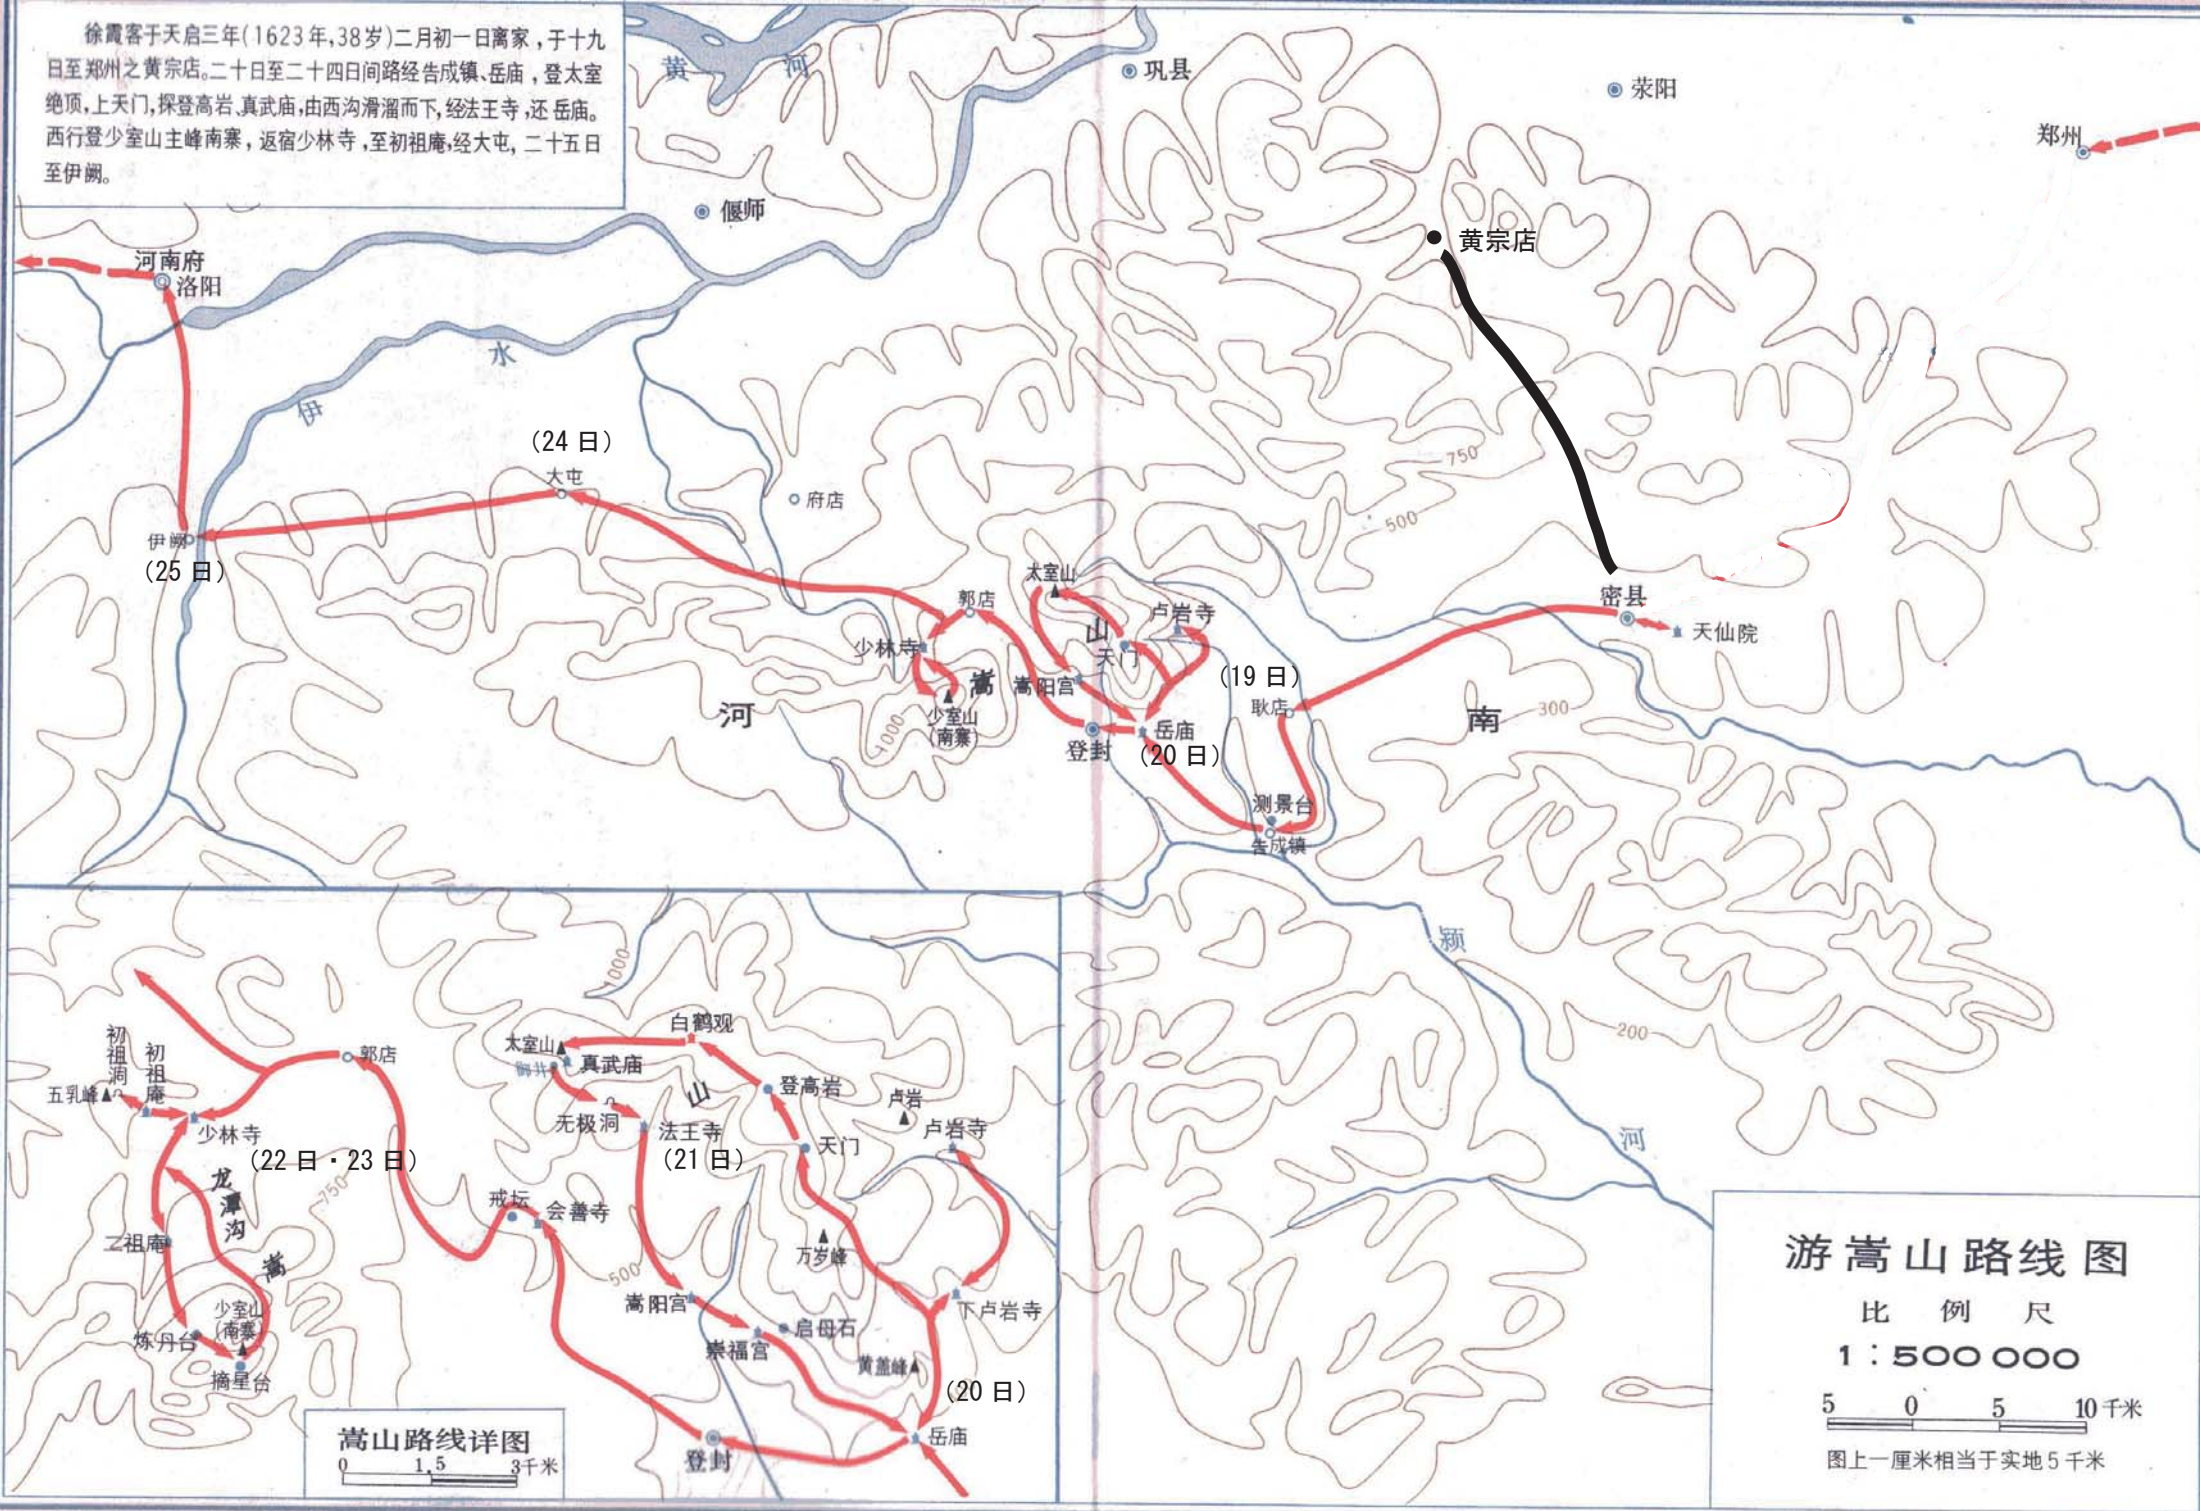 徐霞客于天启三年(1623年,38岁)二月初一日离家,于十九
日至郑州之黄宗店。二十日至二十四日间路经告成镇、岳庙,登太室
绝顶,上天门,探登高岩、真武庙,由西沟滑溜而下,经法王寺,还岳庙。
西行登少室山主峰南寨,返宿少林寺,至初祖庵,经大屯,二十五日
至伊阙。
黄河
巩县
荥阳
郑州
偃师
河南府
洛阳
黄宗店
伊水
(24日)
大屯
府店
750
500
伊阙
(25日)
太室山
郭店
卢岩寺
密县
天仙院
山
天门
少林寺
嵩
嵩阳宫
(19日)
耿店
少室山
(南寨)
1000
河
南
300
岳庙
登封
(20日)
测景台
告成镇
颍
200
河
1000
初祖洞
初祖庵
郭店
五乳峰
少林寺
(22日·23日)
龙潭沟
750
二祖庵
嵩
少室山
(南寨)
炼丹台
摘星台
白鹤观
太室山
御井
真武庙
山
登高岩
无极洞
法王寺
(21日)
天门
卢岩
卢岩寺
戒坛
会善寺
万岁峰
500
嵩阳宫
下卢岩寺
启母石
崇福宫
黄盖峰
(20日)
岳庙
登封
嵩山路线详图
0 1.5 3千米
游嵩山路线图
比例尺
1:500 000
5 0 5 10千米
图上一厘米相当于实地5千米